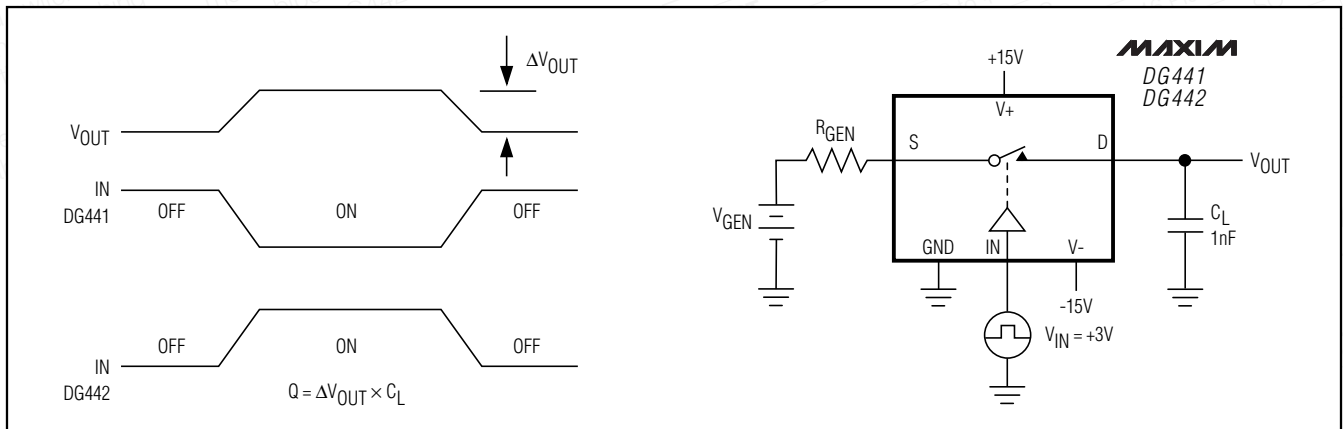 ΔVOUT
VOUT
IN
DG441
OFF ON OFF
IN
DG442
OFF ON OFF
Q = ΔVOUT × CL
MAXIM
DG441
DG442
+15V
V+
RGEN
S
D
VOUT
VGEN
CL
1nF
GND
IN
V-
-15V
VIN = +3V